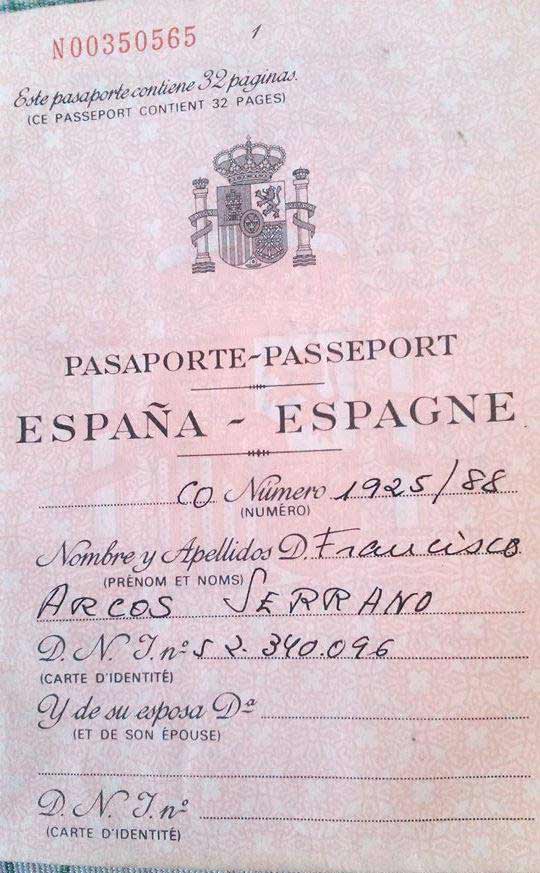 N00350565
1
Este pasaporte contiene 32 paginas.
(CE PASSEPORT CONTIENT 32 PAGES)
PASAPORTE-PASSEPORT
ESPAÑA - ESPAGNE
CO Número 1925/88
(NUMÉRO)
Nombre y Apellidos D. Francisco
(PRÉNOM ET NOMS)
ARCOS SERRANO
D. N. I. nº 52.340.096
(CARTE D'IDENTITÉ)
Y de su esposa Dª
(ET DE SON ÉPOUSE)
D. N. I. nº
(CARTE D'IDENTITÉ)